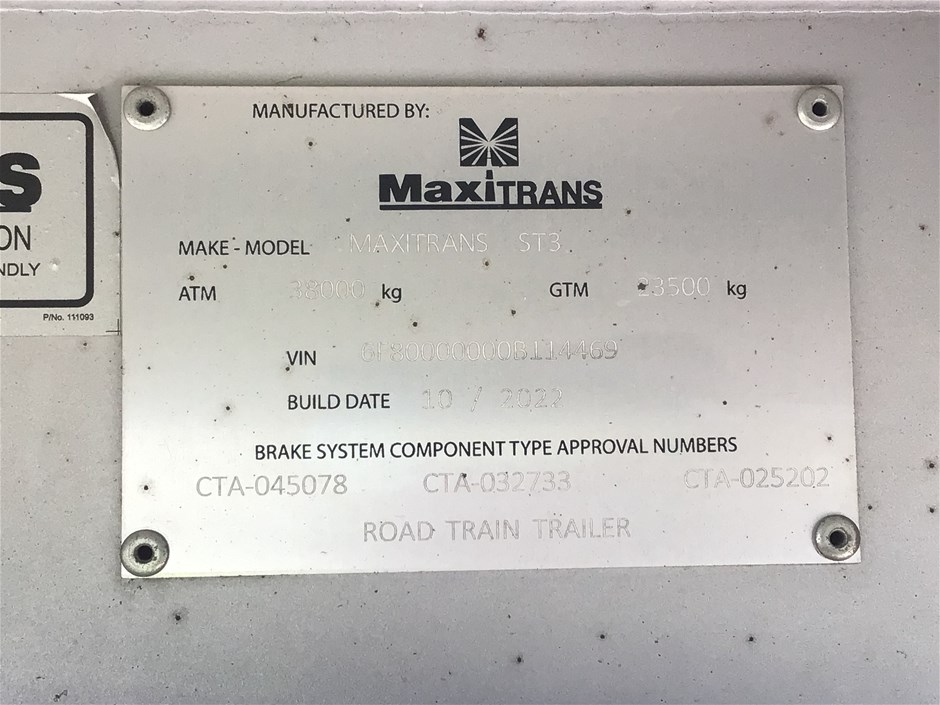 MANUFACTURED BY:
MaxiTRANS
MAKE - MODEL MAXITRANS ST3
ATM 38000 kg GTM 23500 kg
VIN 6F80000000B114469
BUILD DATE 10 / 2022
BRAKE SYSTEM COMPONENT TYPE APPROVAL NUMBERS
CTA-045078 CTA-032733 CTA-025202
ROAD TRAIN TRAILER
S
ON
NDLY
P/No. 111093